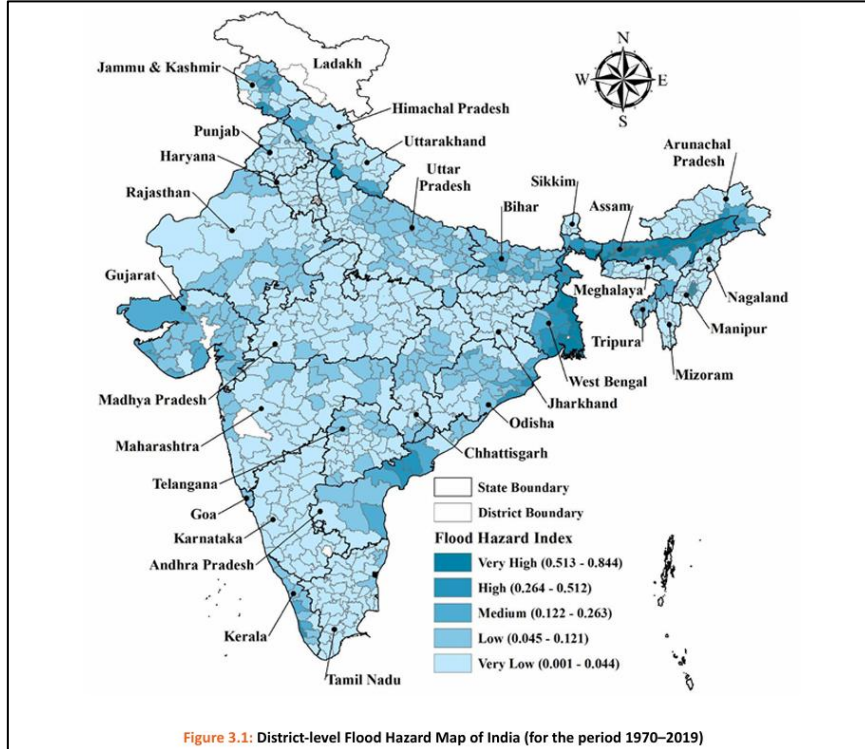 N
W E
S
Ladakh
Jammu & Kashmir
Himachal Pradesh
Punjab
Uttarakhand
Haryana
Arunachal
Pradesh
Uttar
Pradesh
Sikkim
Rajasthan
Bihar
Assam
Gujarat
Meghalaya
Nagaland
Tripura
Manipur
West Bengal
Mizoram
Madhya Pradesh
Jharkhand
Odisha
Maharashtra
Chhattisgarh
Telangana
State Boundary
Goa
District Boundary
Karnataka
Flood Hazard Index
Andhra Pradesh
Very High (0.513 - 0.844)
High (0.264 - 0.512)
Medium (0.122 - 0.263)
Kerala
Low (0.045 - 0.121)
Very Low (0.001 - 0.044)
Tamil Nadu
Figure 3.1: District-level Flood Hazard Map of India (for the period 1970–2019)